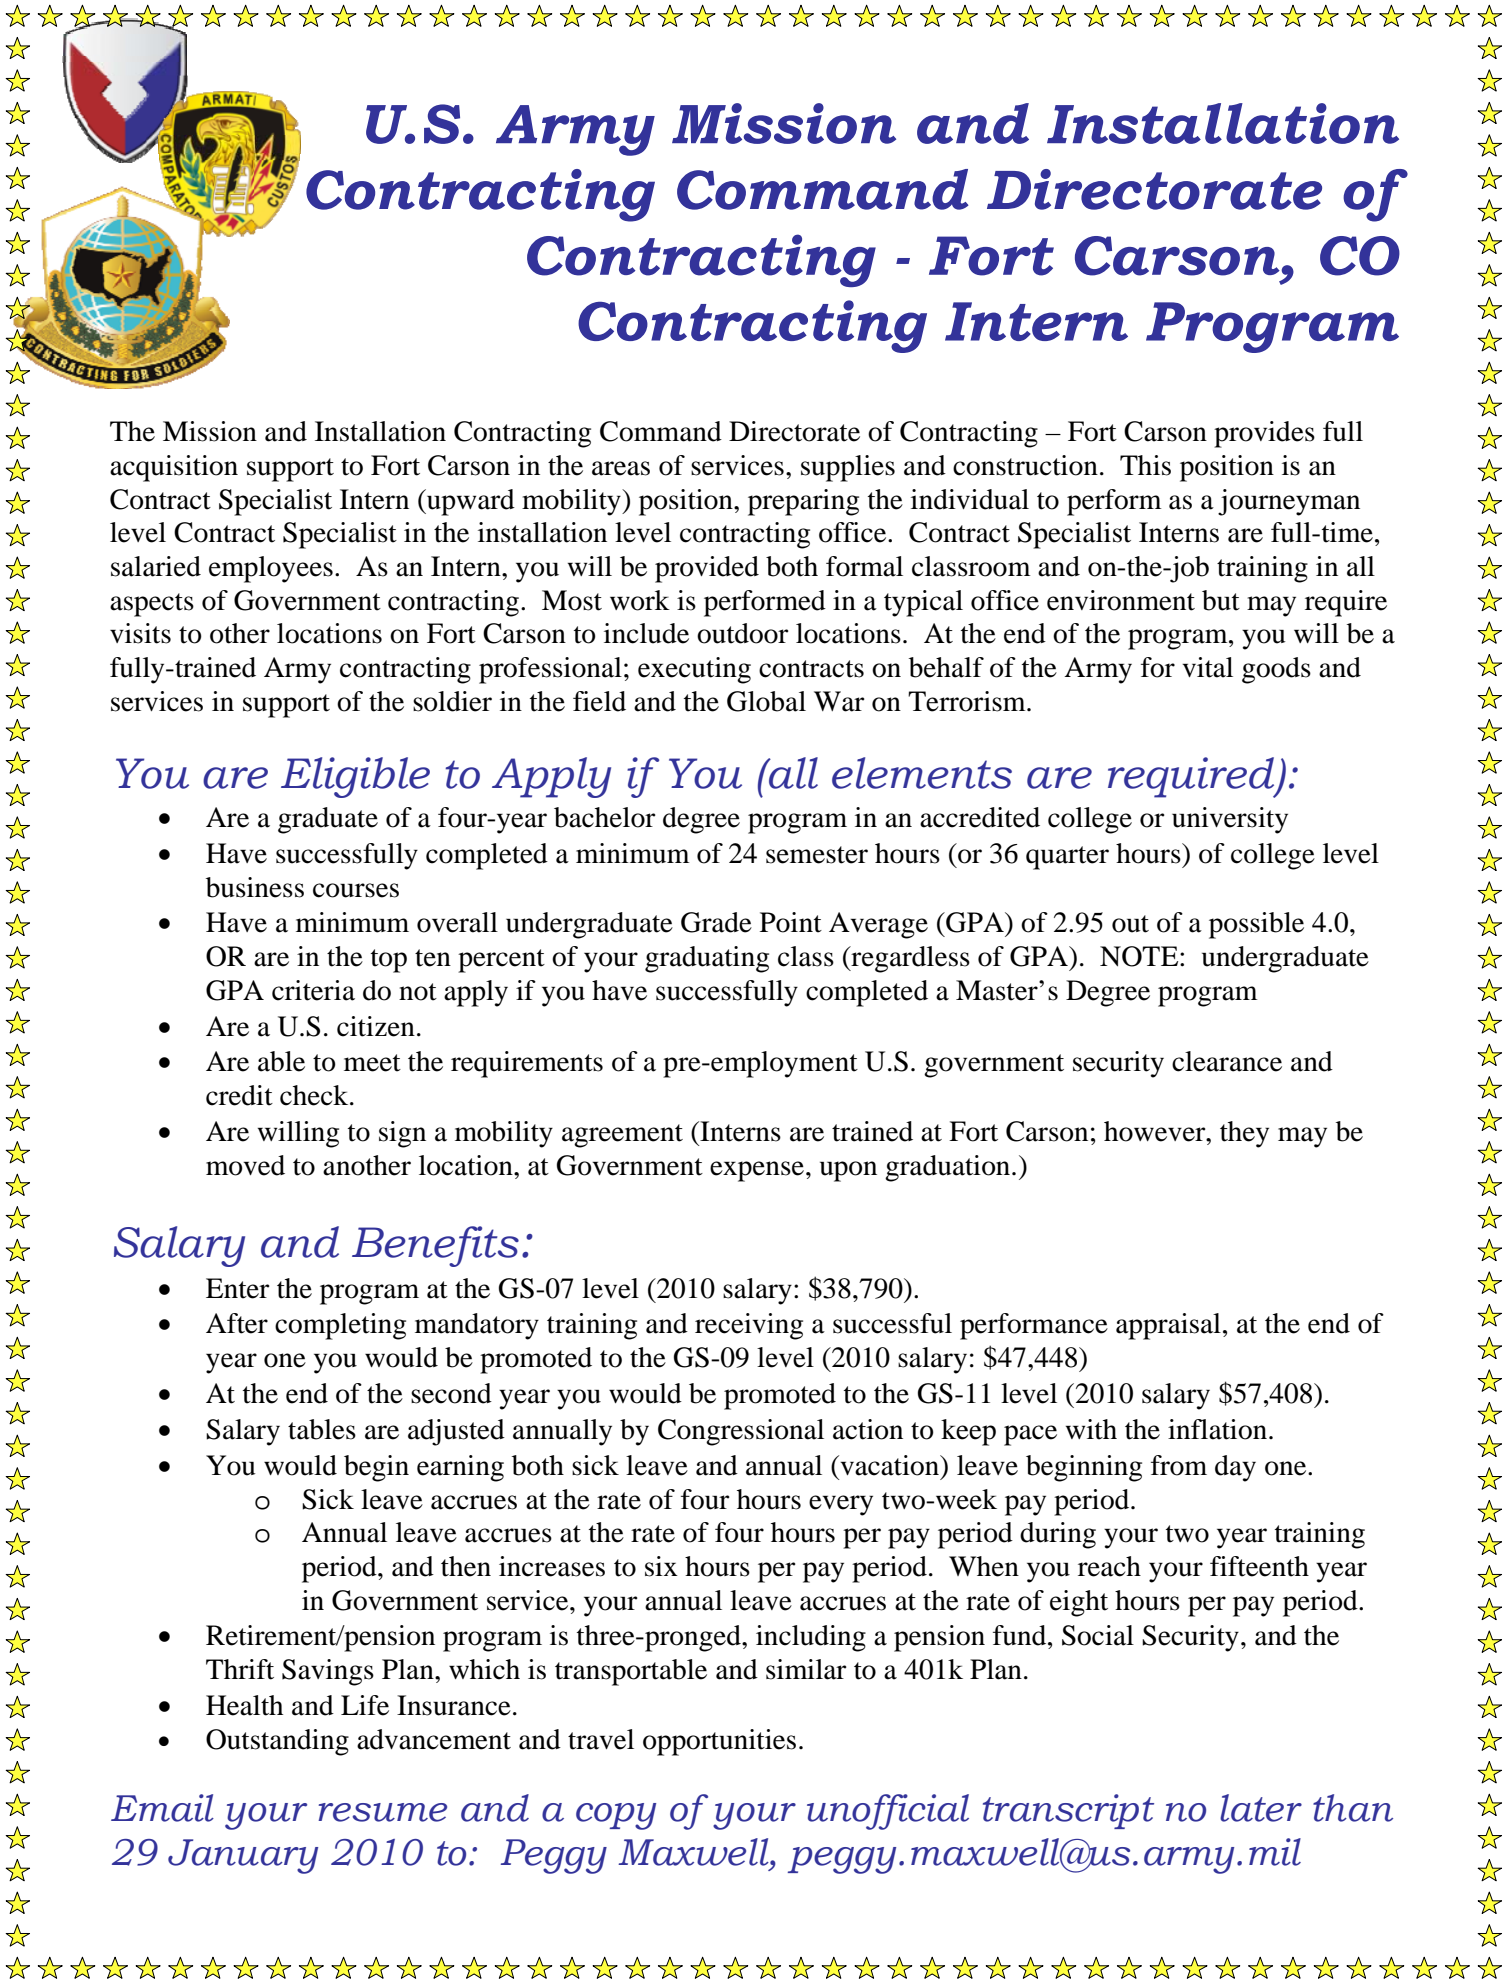 ARMATI
COMPARATOR
CUSTOS
CONTRACTING FOR SOLDIERS
U.S. Army Mission and Installation
Contracting Command Directorate of
Contracting - Fort Carson, CO
Contracting Intern Program
The Mission and Installation Contracting Command Directorate of Contracting – Fort Carson provides full
acquisition support to Fort Carson in the areas of services, supplies and construction.  This position is an
Contract Specialist Intern (upward mobility) position, preparing the individual to perform as a journeyman
level Contract Specialist in the installation level contracting office.  Contract Specialist Interns are full-time,
salaried employees.  As an Intern, you will be provided both formal classroom and on-the-job training in all
aspects of Government contracting.  Most work is performed in a typical office environment but may require
visits to other locations on Fort Carson to include outdoor locations.  At the end of the program, you will be a
fully-trained Army contracting professional; executing contracts on behalf of the Army for vital goods and
services in support of the soldier in the field and the Global War on Terrorism.
You are Eligible to Apply if You (all elements are required):
• Are a graduate of a four-year bachelor degree program in an accredited college or university
• Have successfully completed a minimum of 24 semester hours (or 36 quarter hours) of college level
business courses
• Have a minimum overall undergraduate Grade Point Average (GPA) of 2.95 out of a possible 4.0,
OR are in the top ten percent of your graduating class (regardless of GPA).  NOTE:  undergraduate
GPA criteria do not apply if you have successfully completed a Master’s Degree program
• Are a U.S. citizen.
• Are able to meet the requirements of a pre-employment U.S. government security clearance and
credit check.
• Are willing to sign a mobility agreement (Interns are trained at Fort Carson; however, they may be
moved to another location, at Government expense, upon graduation.)
Salary and Benefits:
• Enter the program at the GS-07 level (2010 salary: $38,790).
• After completing mandatory training and receiving a successful performance appraisal, at the end of
year one you would be promoted to the GS-09 level (2010 salary: $47,448)
• At the end of the second year you would be promoted to the GS-11 level (2010 salary $57,408).
• Salary tables are adjusted annually by Congressional action to keep pace with the inflation.
• You would begin earning both sick leave and annual (vacation) leave beginning from day one.
o Sick leave accrues at the rate of four hours every two-week pay period.
o Annual leave accrues at the rate of four hours per pay period during your two year training
period, and then increases to six hours per pay period.  When you reach your fifteenth year
in Government service, your annual leave accrues at the rate of eight hours per pay period.
• Retirement/pension program is three-pronged, including a pension fund, Social Security, and the
Thrift Savings Plan, which is transportable and similar to a 401k Plan.
• Health and Life Insurance.
• Outstanding advancement and travel opportunities.
Email your resume and a copy of your unofficial transcript no later than
29 January 2010 to:  Peggy Maxwell, peggy.maxwell@us.army.mil